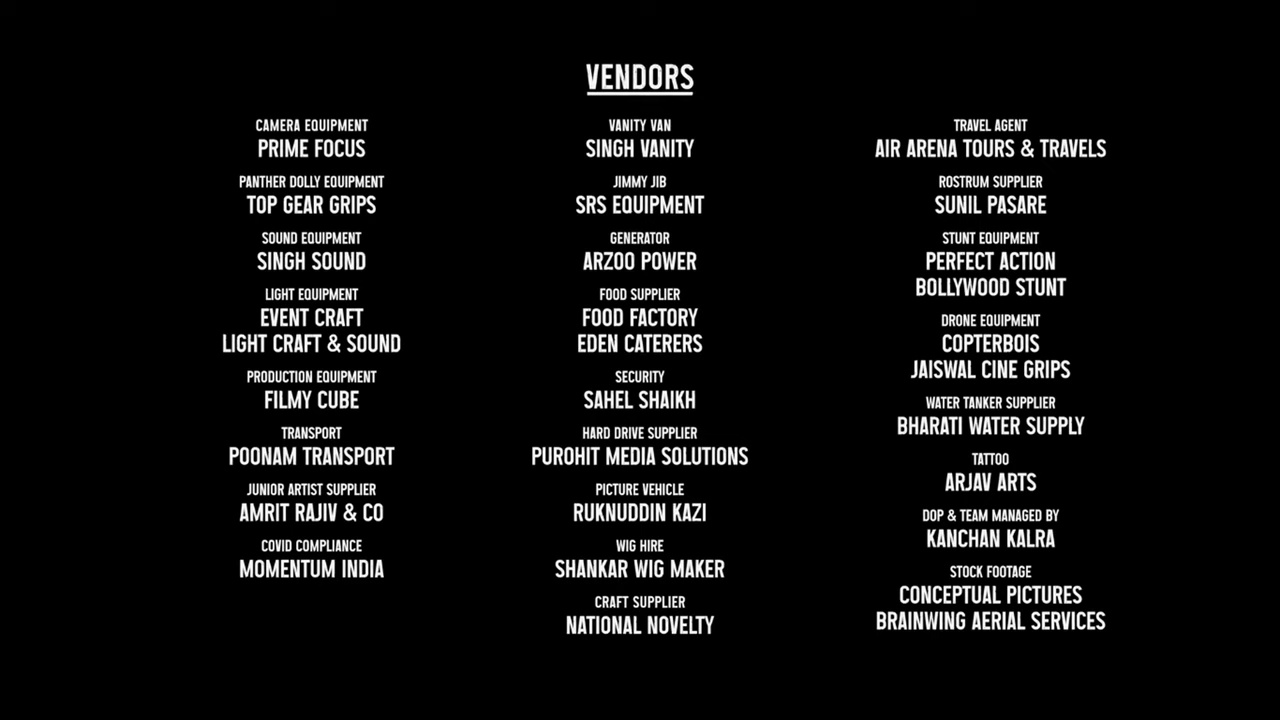 VENDORS
CAMERA EQUIPMENT
PRIME FOCUS
PANTHER DOLLY EQUIPMENT
TOP GEAR GRIPS
SOUND EQUIPMENT
SINGH SOUND
LIGHT EQUIPMENT
EVENT CRAFT
LIGHT CRAFT & SOUND
PRODUCTION EQUIPMENT
FILMY CUBE
TRANSPORT
POONAM TRANSPORT
JUNIOR ARTIST SUPPLIER
AMRIT RAJIV & CO
COVID COMPLIANCE
MOMENTUM INDIA
VANITY VAN
SINGH VANITY
JIMMY JIB
SRS EQUIPMENT
GENERATOR
ARZOO POWER
FOOD SUPPLIER
FOOD FACTORY
EDEN CATERERS
SECURITY
SAHEL SHAIKH
HARD DRIVE SUPPLIER
PUROHIT MEDIA SOLUTIONS
PICTURE VEHICLE
RUKNUDDIN KAZI
WIG HIRE
SHANKAR WIG MAKER
CRAFT SUPPLIER
NATIONAL NOVELTY
TRAVEL AGENT
AIR ARENA TOURS & TRAVELS
ROSTRUM SUPPLIER
SUNIL PASARE
STUNT EQUIPMENT
PERFECT ACTION
BOLLYWOOD STUNT
DRONE EQUIPMENT
COPTERBOIS
JAISWAL CINE GRIPS
WATER TANKER SUPPLIER
BHARATI WATER SUPPLY
TATTOO
ARJAV ARTS
DOP & TEAM MANAGED BY
KANCHAN KALRA
STOCK FOOTAGE
CONCEPTUAL PICTURES
BRAINWING AERIAL SERVICES